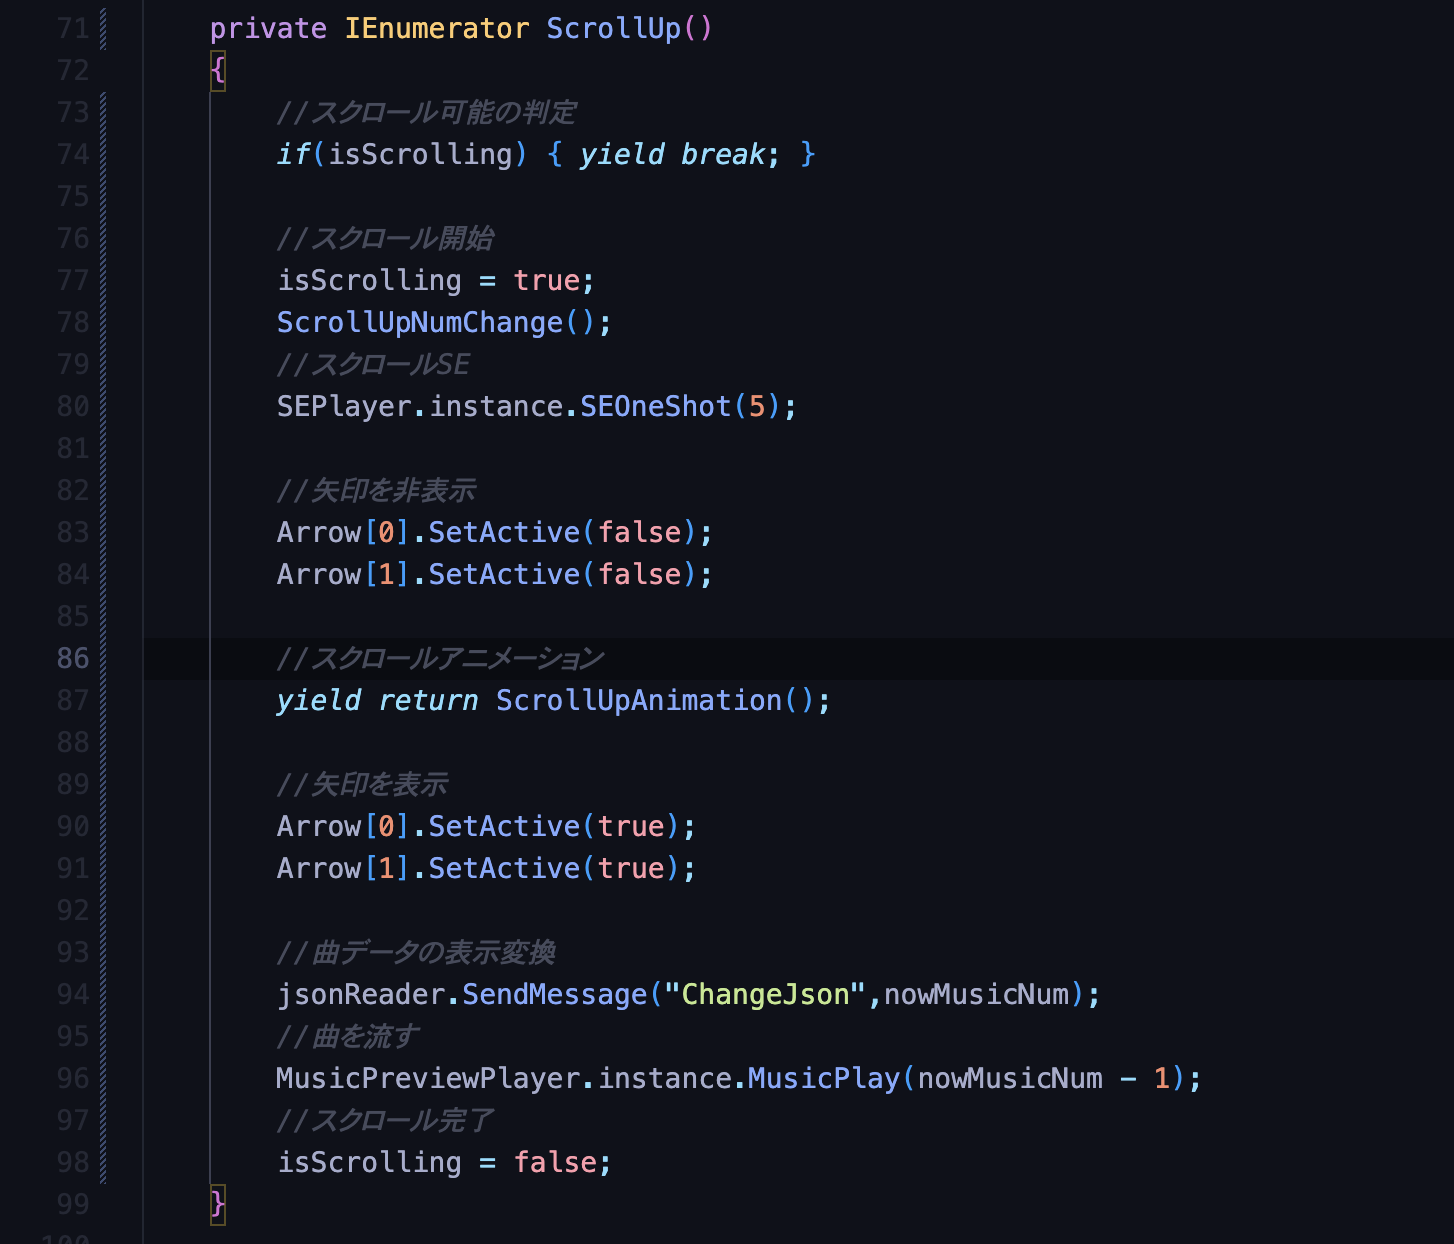 71 private IEnumerator ScrollUp()
72 {
73 //スクロール可能の判定
74 if(isScrolling) { yield break; }
75
76 //スクロール開始
77 isScrolling = true;
78 ScrollUpNumChange();
79 //スクロールSE
80 SEPlayer.instance.SEOneShot(5);
81
82 //矢印を非表示
83 Arrow[0].SetActive(false);
84 Arrow[1].SetActive(false);
85
86 //スクロールアニメーション
87 yield return ScrollUpAnimation();
88
89 //矢印を表示
90 Arrow[0].SetActive(true);
91 Arrow[1].SetActive(true);
92
93 //曲データの表示変換
94 jsonReader.SendMessage("ChangeJson",nowMusicNum);
95 //曲を流す
96 MusicPreviewPlayer.instance.MusicPlay(nowMusicNum - 1);
97 //スクロール完了
98 isScrolling = false;
99 }
100